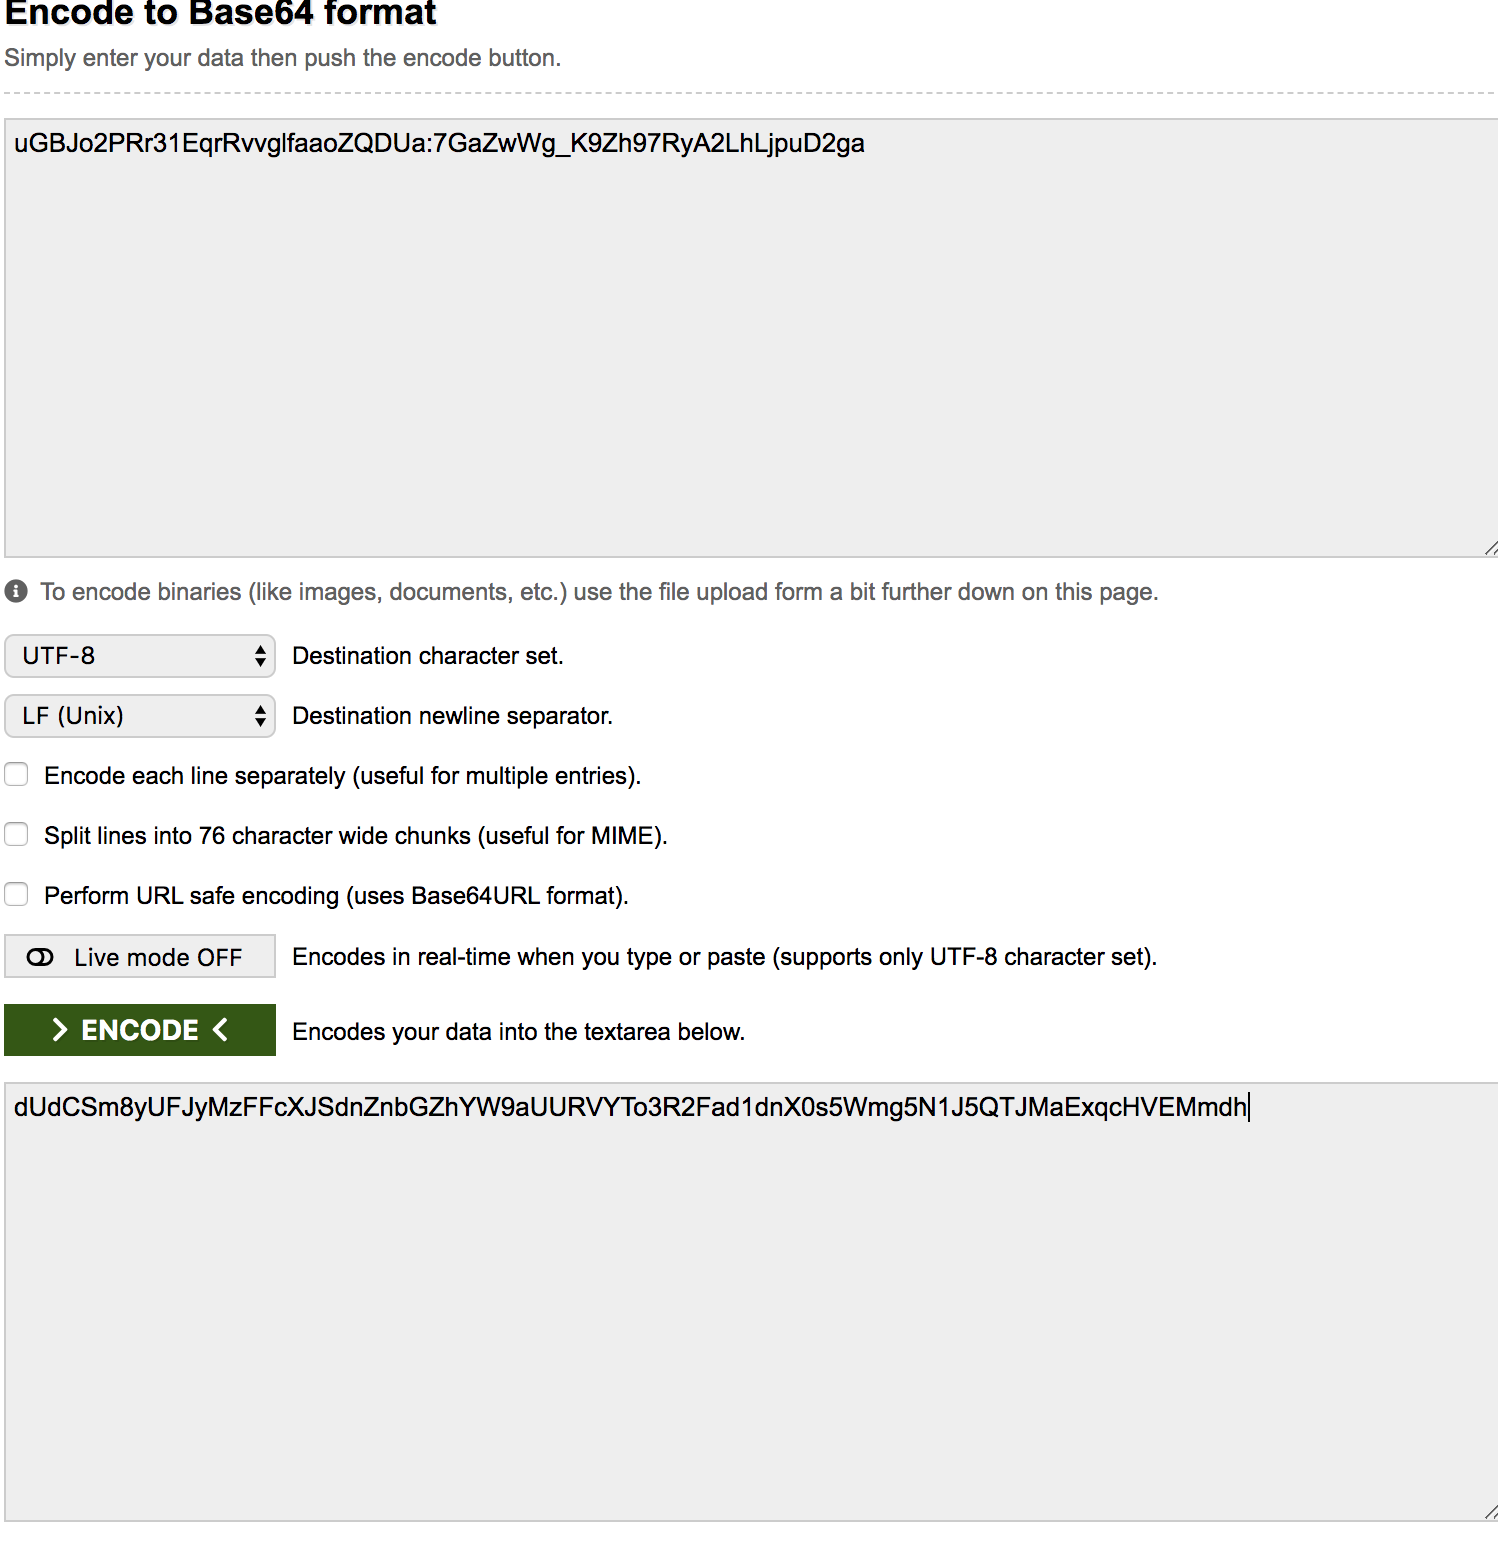 Encode to Base64 format
Simply enter your data then push the encode button.
uGBJo2PRr31EqrRvvglfaaoZQDUa:7GaZwWg_K9Zh97RyA2LhLjpuD2ga
To encode binaries (like images, documents, etc.) use the file upload form a bit further down on this page.
UTF-8 Destination character set.
LF (Unix) Destination newline separator.
Encode each line separately (useful for multiple entries).
Split lines into 76 character wide chunks (useful for MIME).
Perform URL safe encoding (uses Base64URL format).
Live mode OFF Encodes in real-time when you type or paste (supports only UTF-8 character set).
> ENCODE < Encodes your data into the textarea below.
dUdCSm8yUFJyMzFFcXJSdnZnbGZhYW9aUURVYTo3R2Fad1dnX0s5Wmg5N1J5QTJMaExqcHVEMmdh